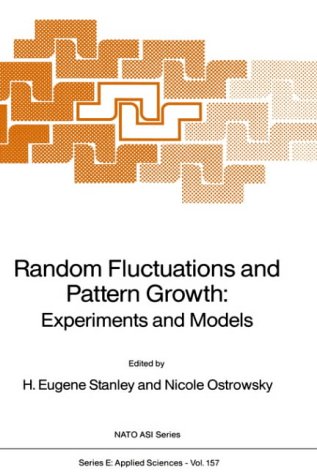 Random Fluctuations and
Pattern Growth:
Experiments and Models
Edited by
H. Eugene Stanley and Nicole Ostrowsky
NATO ASI Series
Series E: Applied Sciences - Vol. 157